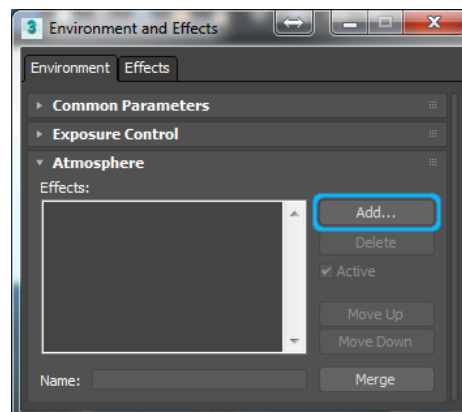 3 Environment and Effects
Environment Effects
Common Parameters
Exposure Control
Atmosphere
Effects:
Add...
Delete
Active
Move Up
Move Down
Name:
Merge